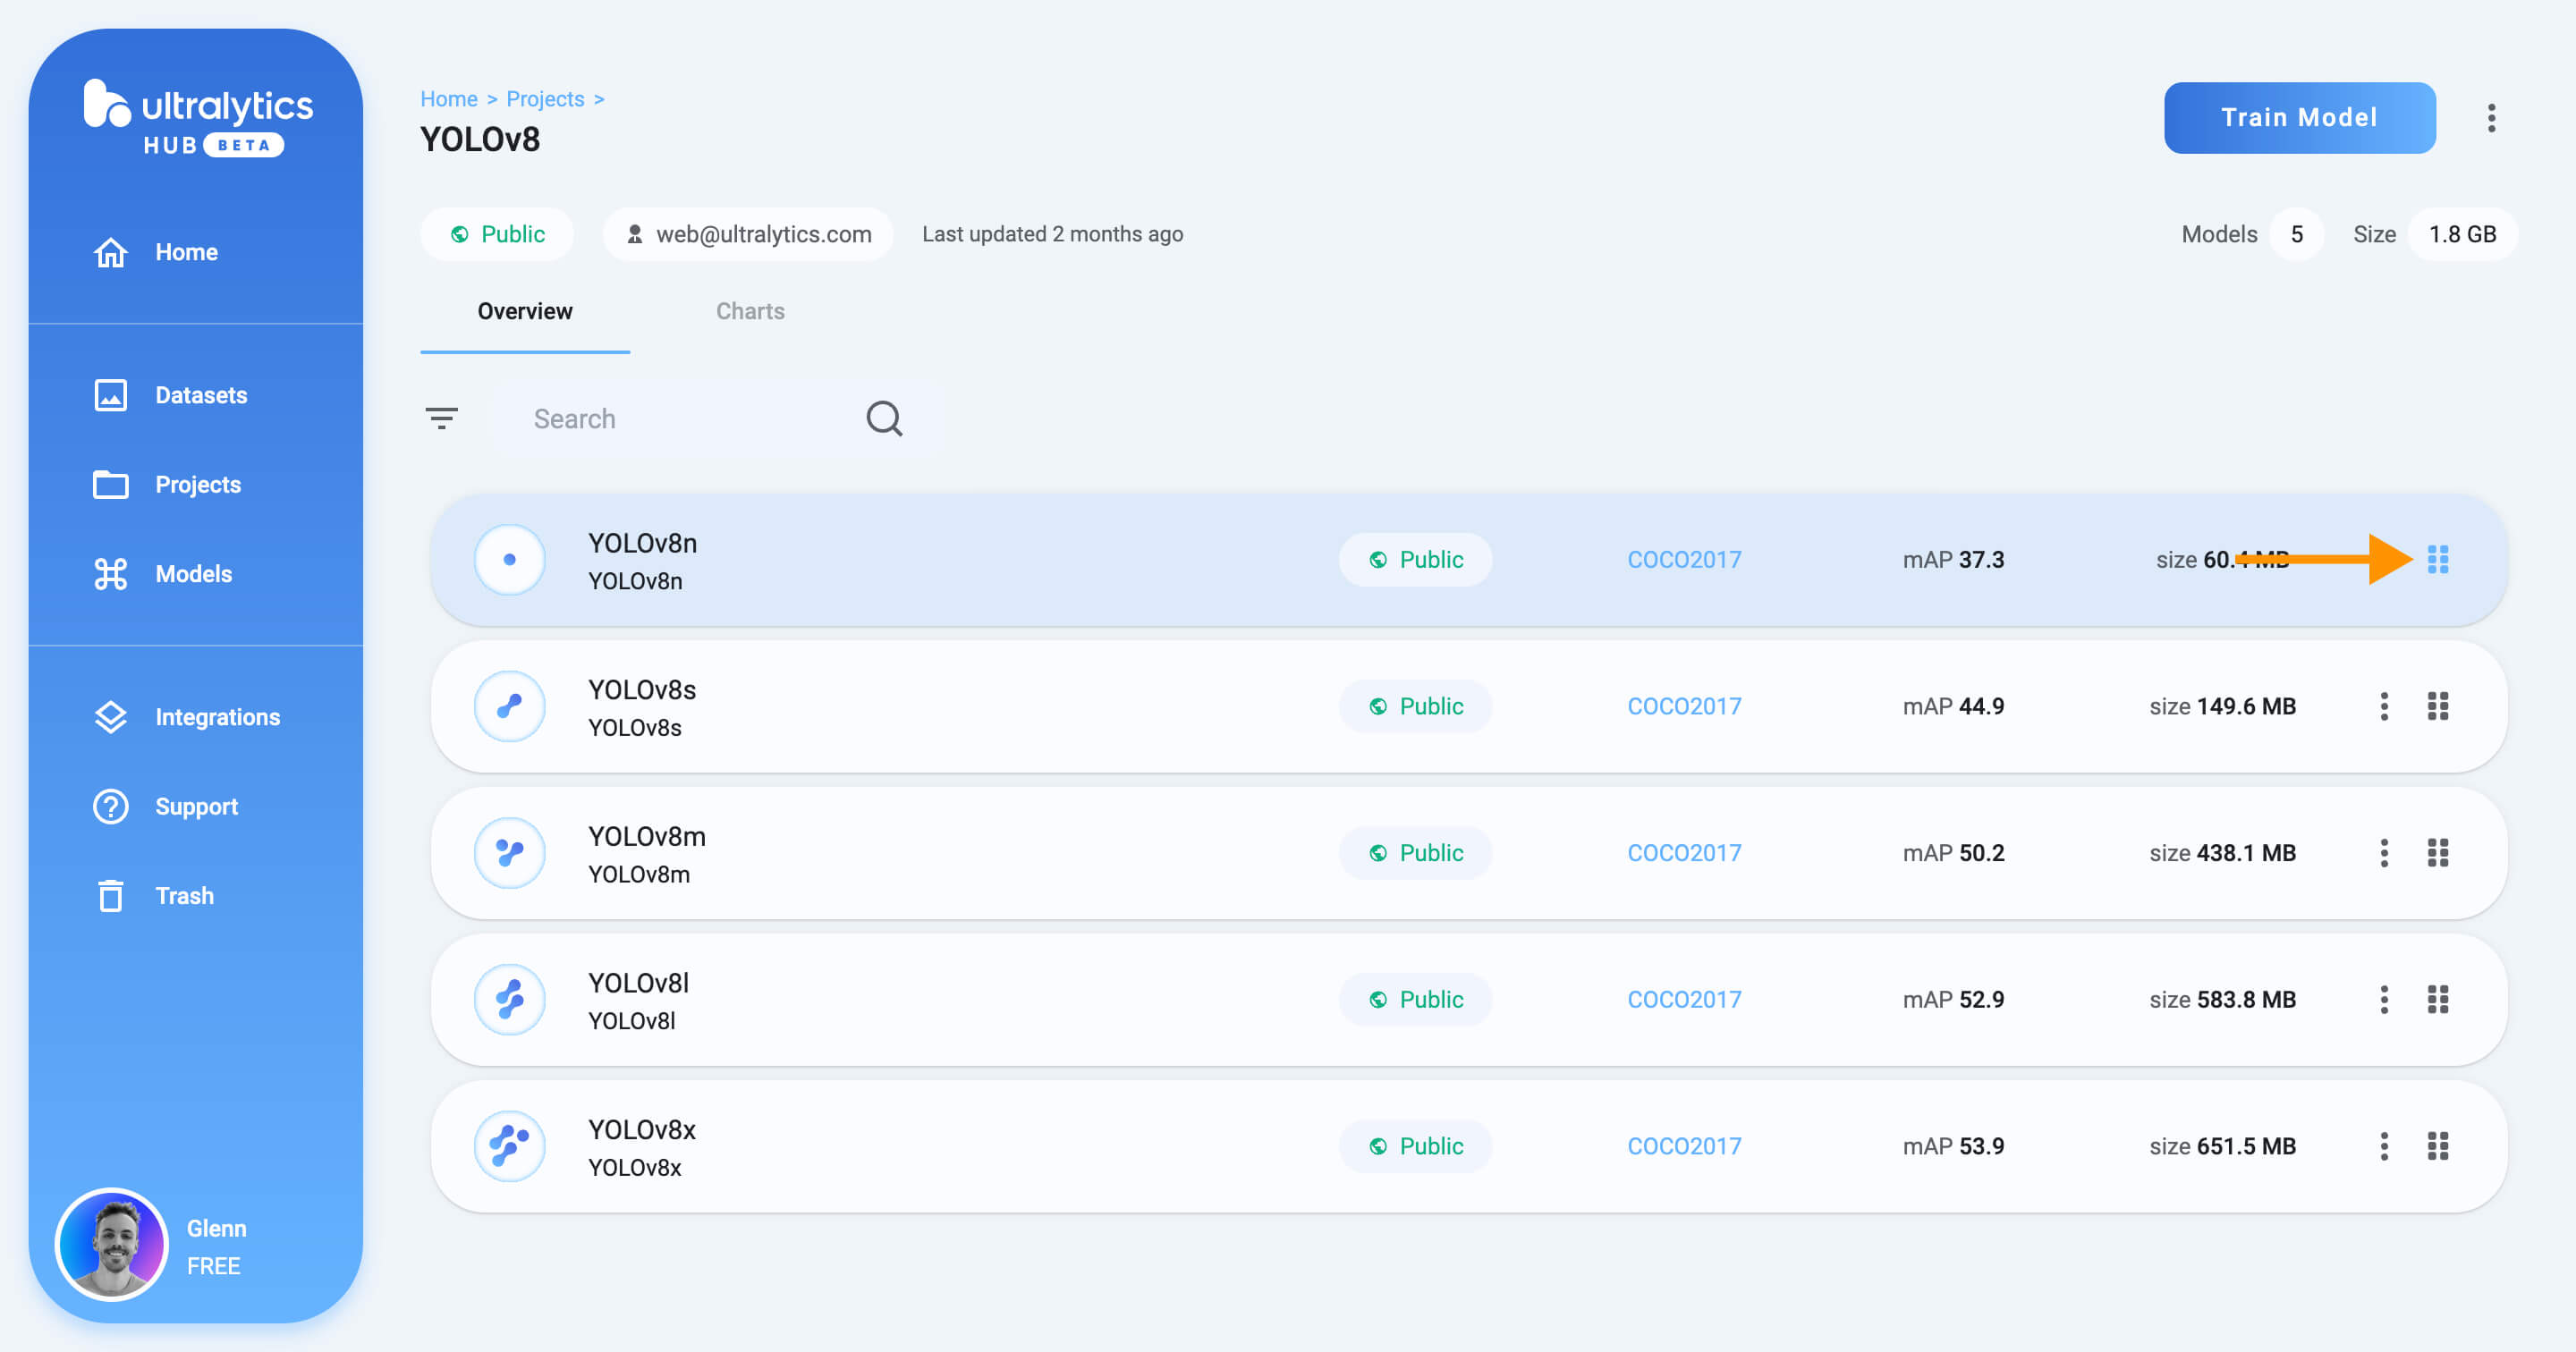 ultralytics
HUB BETA
Home
Datasets
Projects
Models
Integrations
Support
Trash
Glenn
FREE
Home > Projects >
YOLOv8
Train Model
Public web@ultralytics.com Last updated 2 months ago Models 5 Size 1.8 GB
Overview Charts
Search
YOLOv8n
YOLOv8n
Public COCO2017 mAP 37.3 size 60.4 MB
YOLOv8s
YOLOv8s
Public COCO2017 mAP 44.9 size 149.6 MB
YOLOv8m
YOLOv8m
Public COCO2017 mAP 50.2 size 438.1 MB
YOLOv8l
YOLOv8l
Public COCO2017 mAP 52.9 size 583.8 MB
YOLOv8x
YOLOv8x
Public COCO2017 mAP 53.9 size 651.5 MB